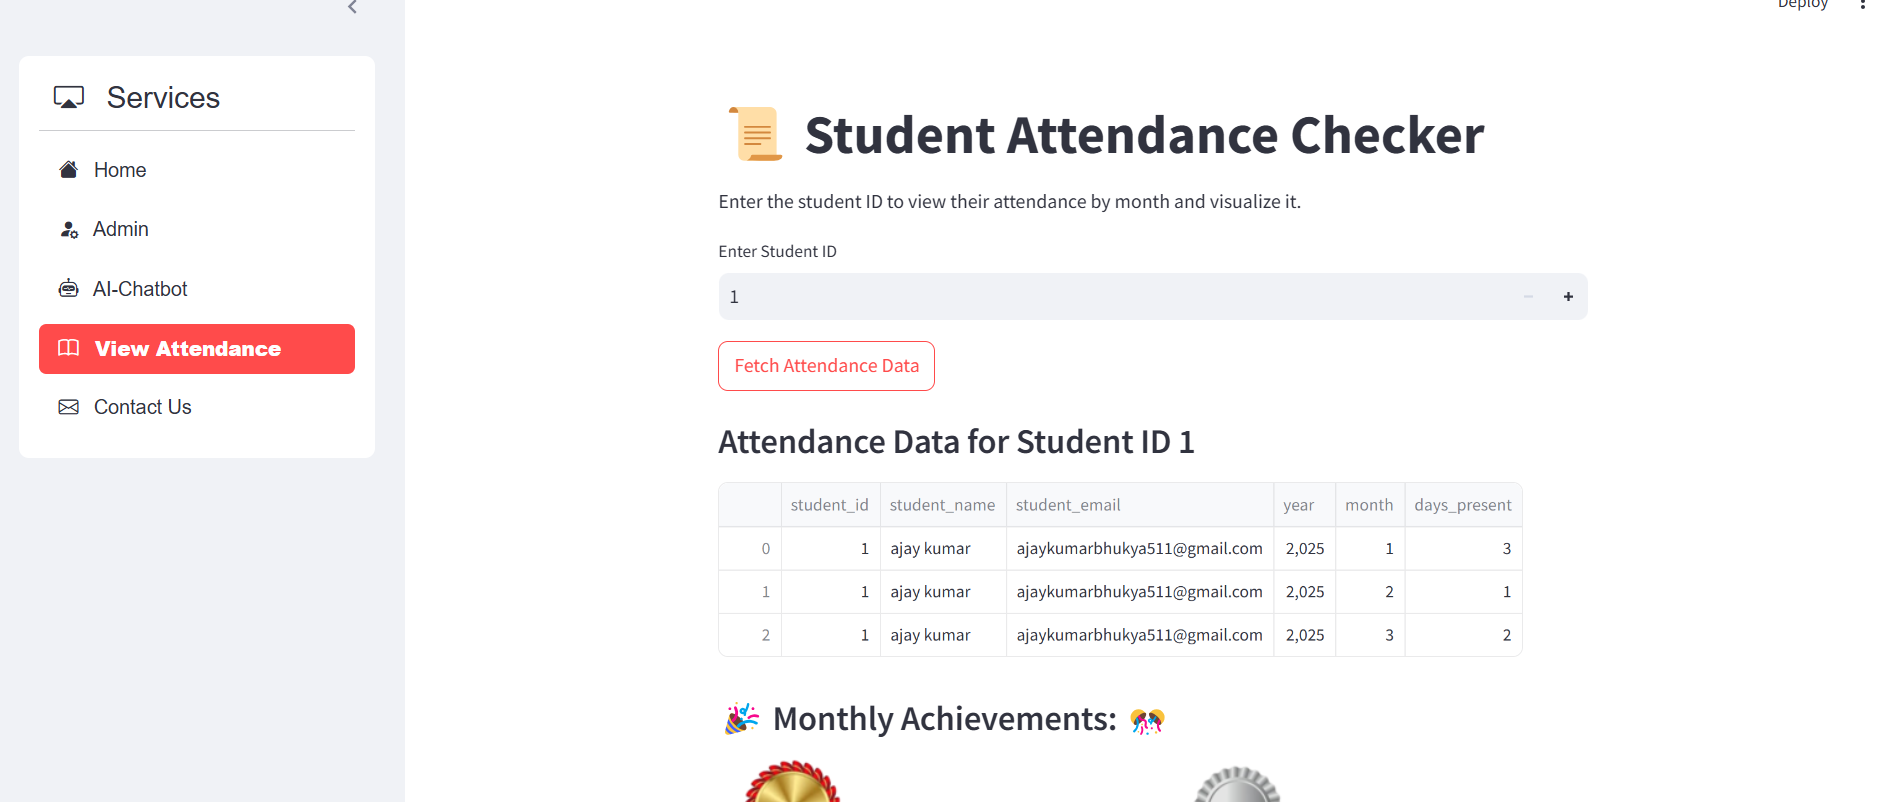 Deploy
Services
Home
Admin
AI-Chatbot
View Attendance
Contact Us
Student Attendance Checker
Enter the student ID to view their attendance by month and visualize it.
Enter Student ID
1
Fetch Attendance Data
Attendance Data for Student ID 1
student_id student_name student_email year month days_present
0 1 ajay kumar ajaykumarbhukya511@gmail.com 2,025 1 3
1 1 ajay kumar ajaykumarbhukya511@gmail.com 2,025 2 1
2 1 ajay kumar ajaykumarbhukya511@gmail.com 2,025 3 2
Monthly Achievements: